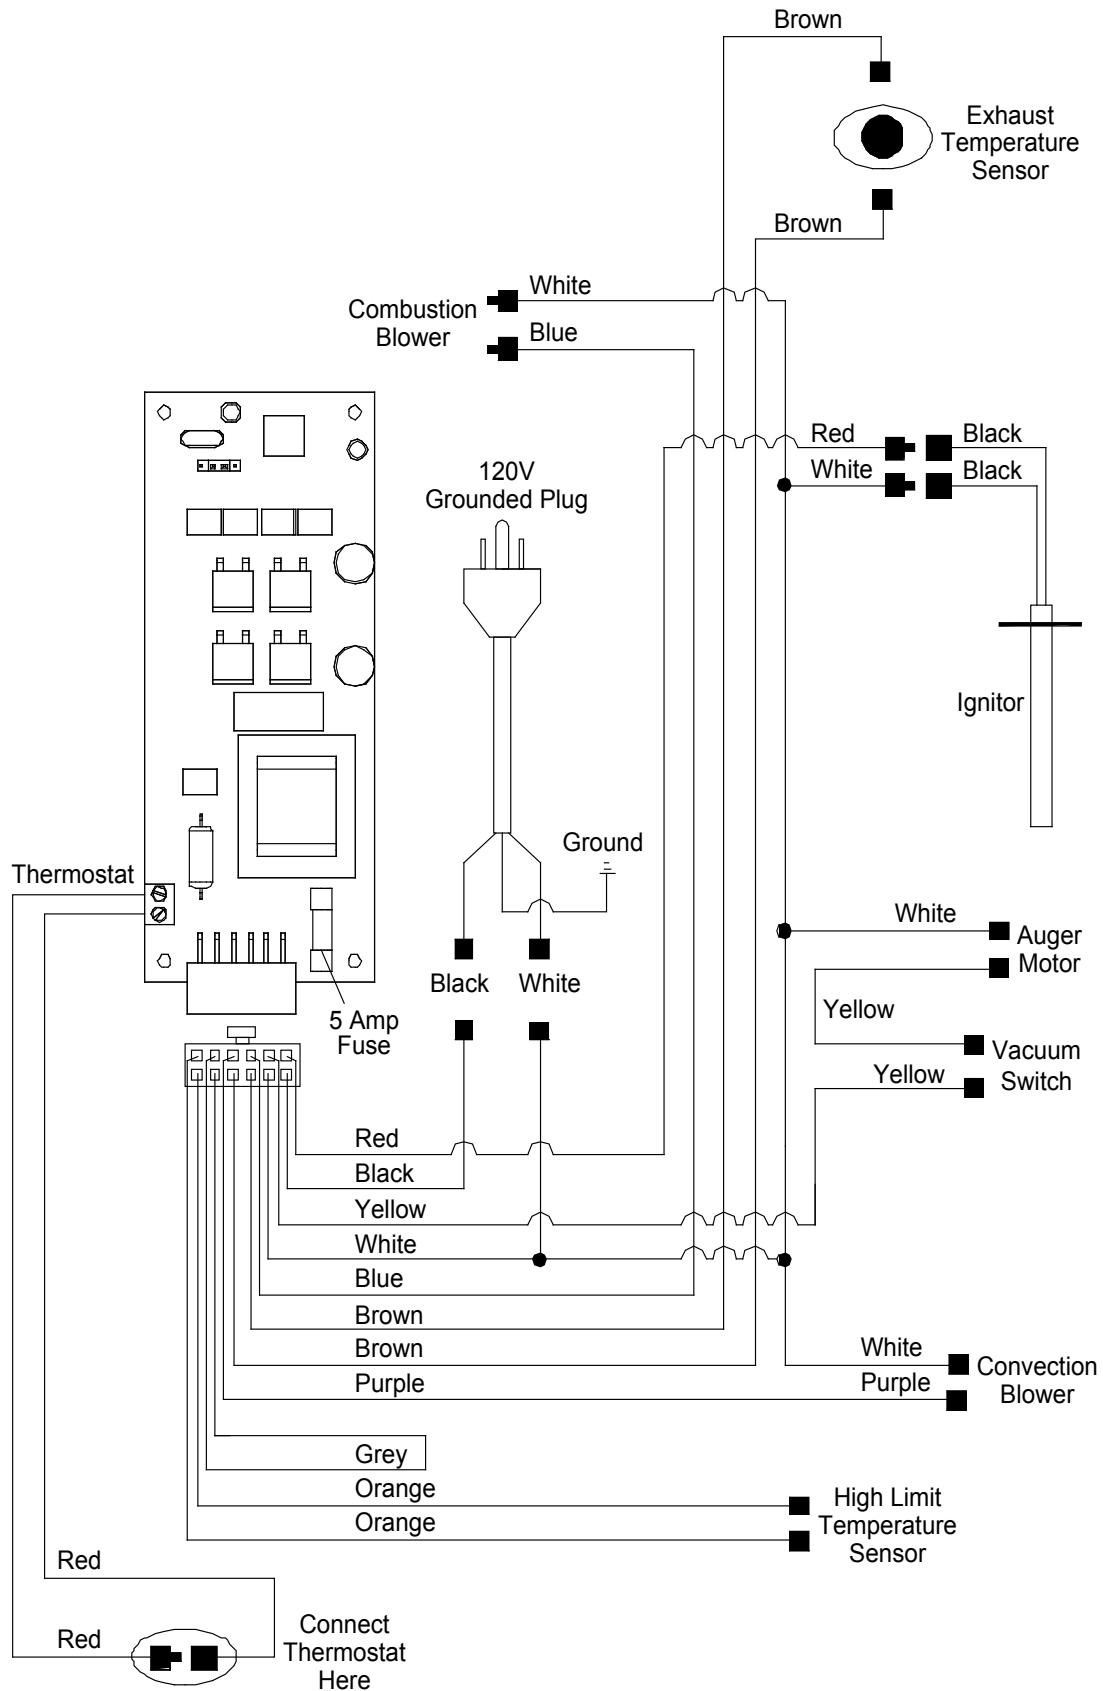 Brown
Exhaust
Temperature
Sensor
Brown
White
Combustion
Blower
Blue
Red
Black
White
Black
120V
Grounded Plug
Ignitor
Ground
Thermostat
White
Auger
Motor
Black
White
Yellow
5 Amp
Fuse
Vacuum
Switch
Yellow
Red
Black
Yellow
White
Blue
Brown
Brown
Purple
White
Purple
Convection
Blower
Grey
Orange
Orange
High Limit
Temperature
Sensor
Red
Red
Connect
Thermostat
Here